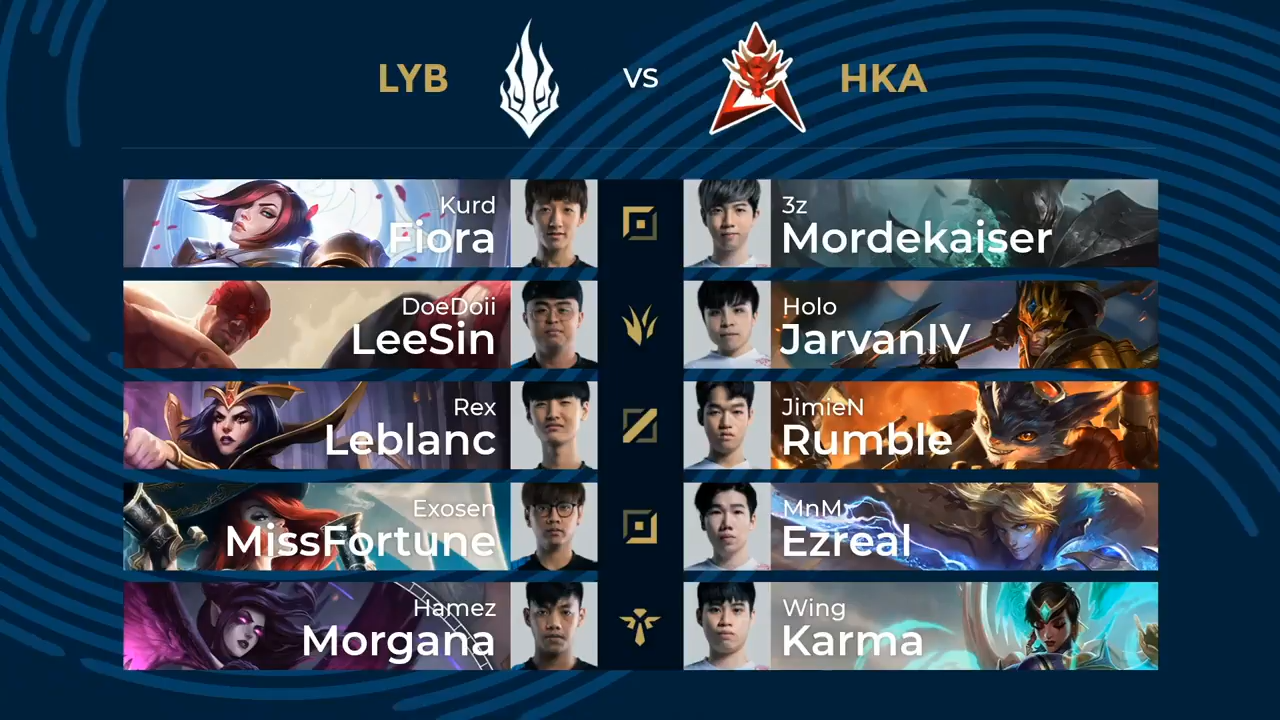 LYB VS HKA
Kurd
Fiora
3z
Mordekaiser
DoeDoii
LeeSin
Holo
JarvanIV
Rex
Leblanc
JimieN
Rumble
Exosen
MissFortune
MnM
Ezreal
Hamez
Morgana
Wing
Karma